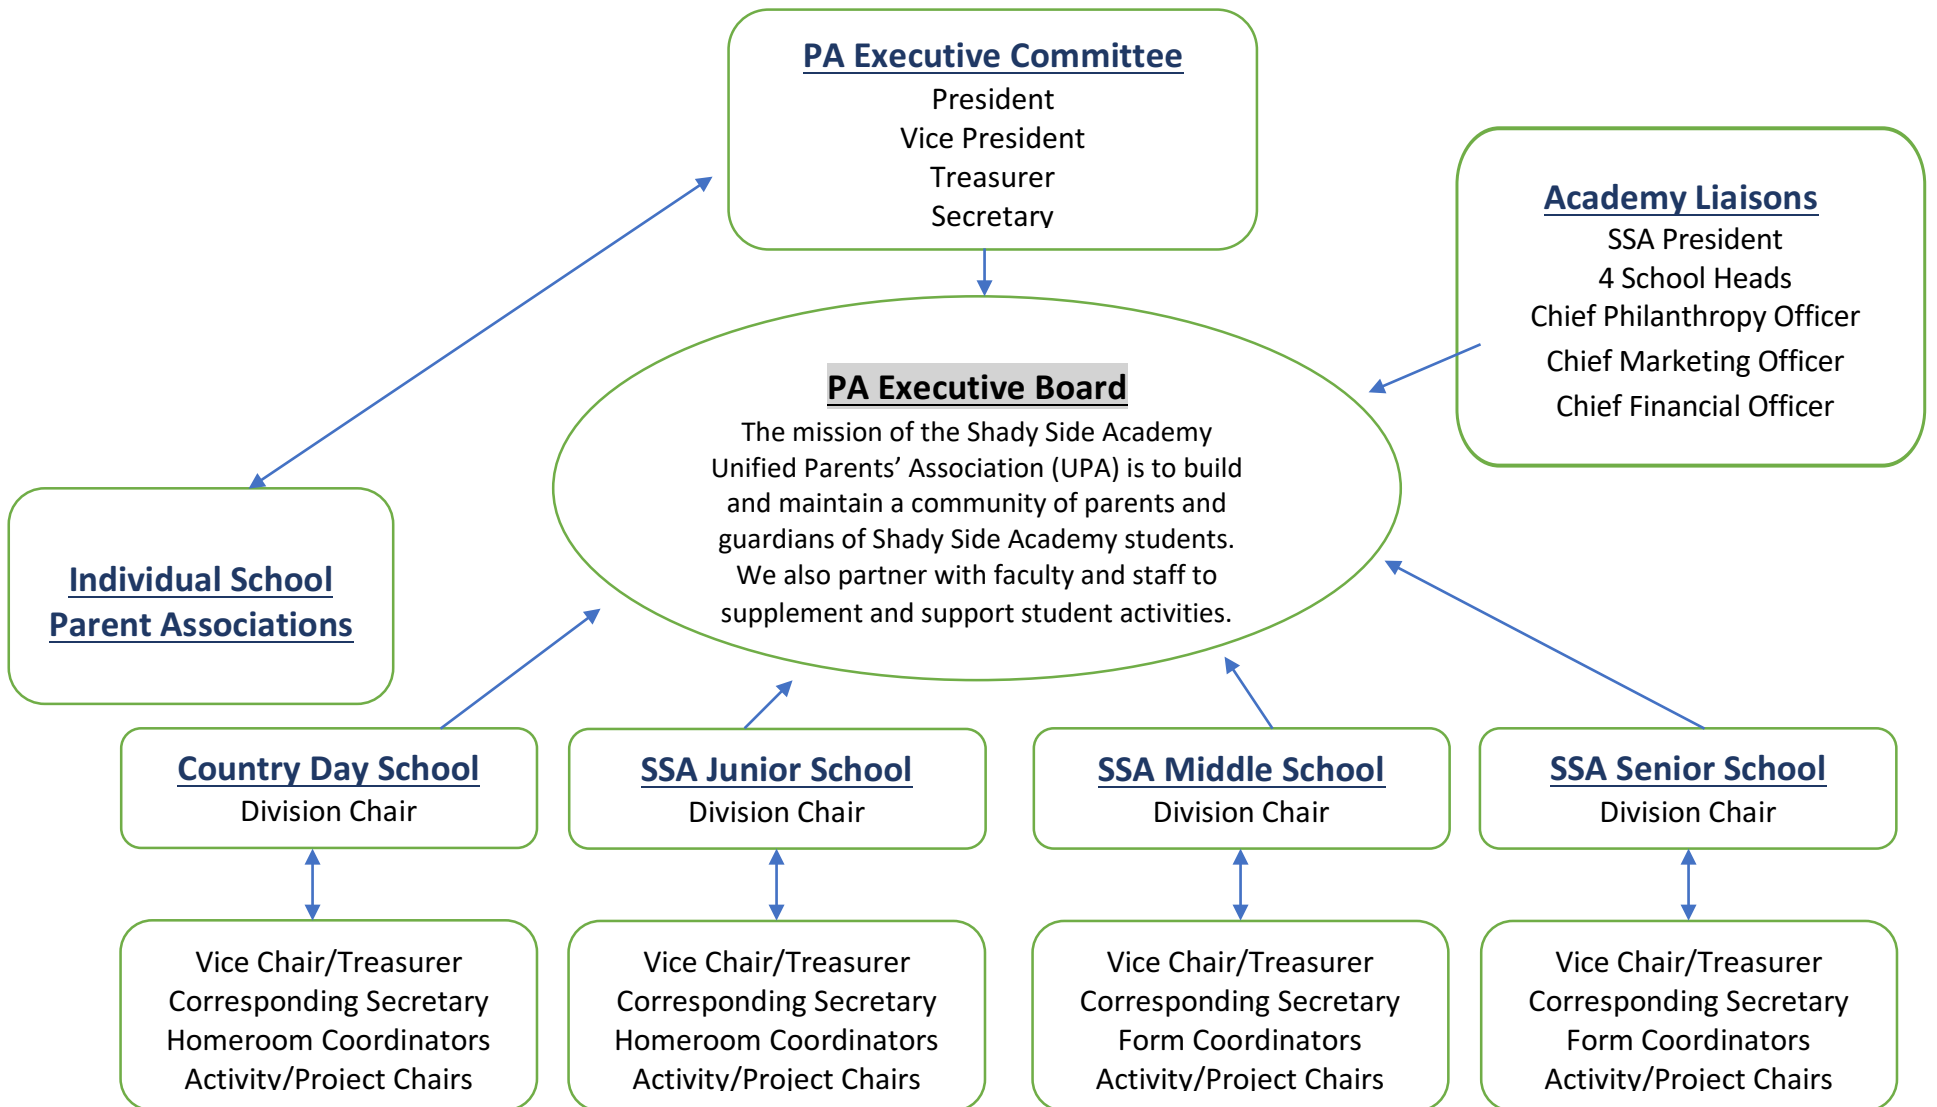 PA Executive Committee
President
Vice President
Treasurer
Secretary
Academy Liaisons
SSA President
4 School Heads
Chief Philanthropy Officer
Chief Marketing Officer
Chief Financial Officer
PA Executive Board
The mission of the Shady Side Academy
Unified Parents’ Association (UPA) is to build
and maintain a community of parents and
guardians of Shady Side Academy students.
We also partner with faculty and staff to
supplement and support student activities.
Individual School
Parent Associations
Country Day School
Division Chair
SSA Junior School
Division Chair
SSA Middle School
Division Chair
SSA Senior School
Division Chair
Vice Chair/Treasurer
Corresponding Secretary
Homeroom Coordinators
Activity/Project Chairs
Vice Chair/Treasurer
Corresponding Secretary
Homeroom Coordinators
Activity/Project Chairs
Vice Chair/Treasurer
Corresponding Secretary
Form Coordinators
Activity/Project Chairs
Vice Chair/Treasurer
Corresponding Secretary
Form Coordinators
Activity/Project Chairs